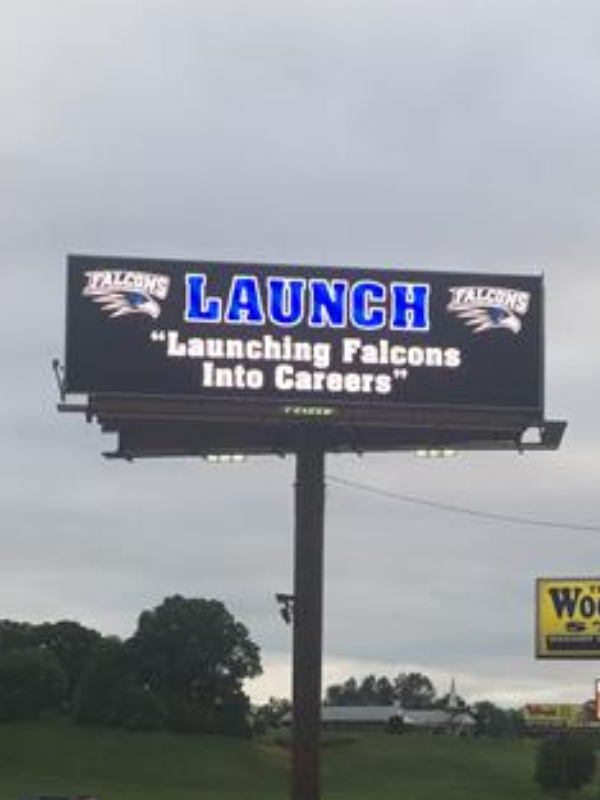 FALCONS
LAUNCH
FALCONS
“Launching Falcons
Into Careers”